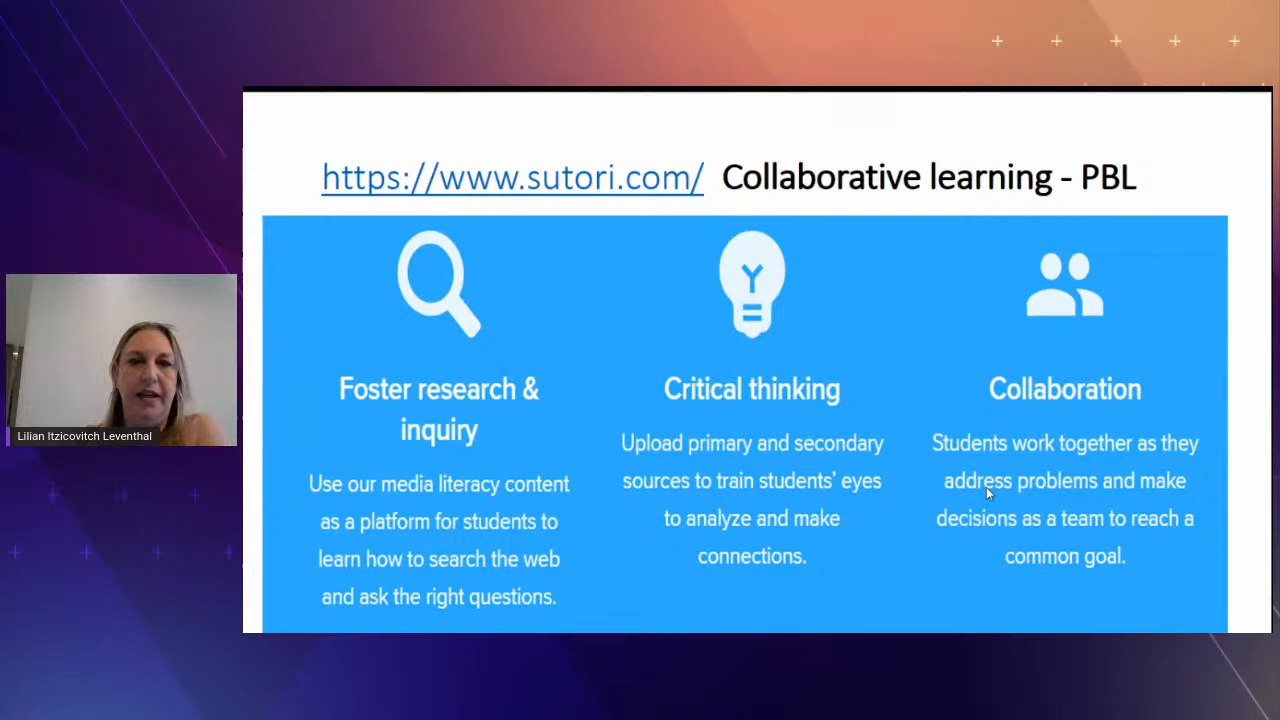 https://www.sutori.com/ Collaborative learning - PBL
Foster research &
inquiry
Use our media literacy content
as a platform for students to
learn how to search the web
and ask the right questions.
Critical thinking
Upload primary and secondary
sources to train students’ eyes
to analyze and make
connections.
Collaboration
Students work together as they
address problems and make
decisions as a team to reach a
common goal.
Lilian Itzicovitch Leventhal